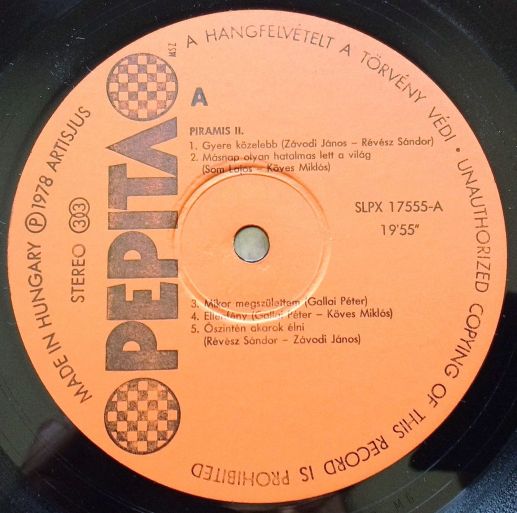 A HANGFELVÉTELT A TÖRVÉNY VÉDI • UNAUTHORIZED COPYING OF THIS RECORD IS PROHIBITED
MADE IN HUNGARY Ⓟ 1978 ARTISJUS
STEREO 33
PEPITA
MSZ
A
PIRAMIS II.
1. Gyere közelebb (Závodi János – Révész Sándor)
2. Másnap olyan hatalmas lett a világ
(Som Lajos – Köves Miklós)
SLPX 17555-A
19'55"
3. Mikor megszülettem (Gallai Péter)
4. Ellenfény (Gallai Péter – Köves Miklós)
5. Őszintén akarok élni
(Révész Sándor – Závodi János)